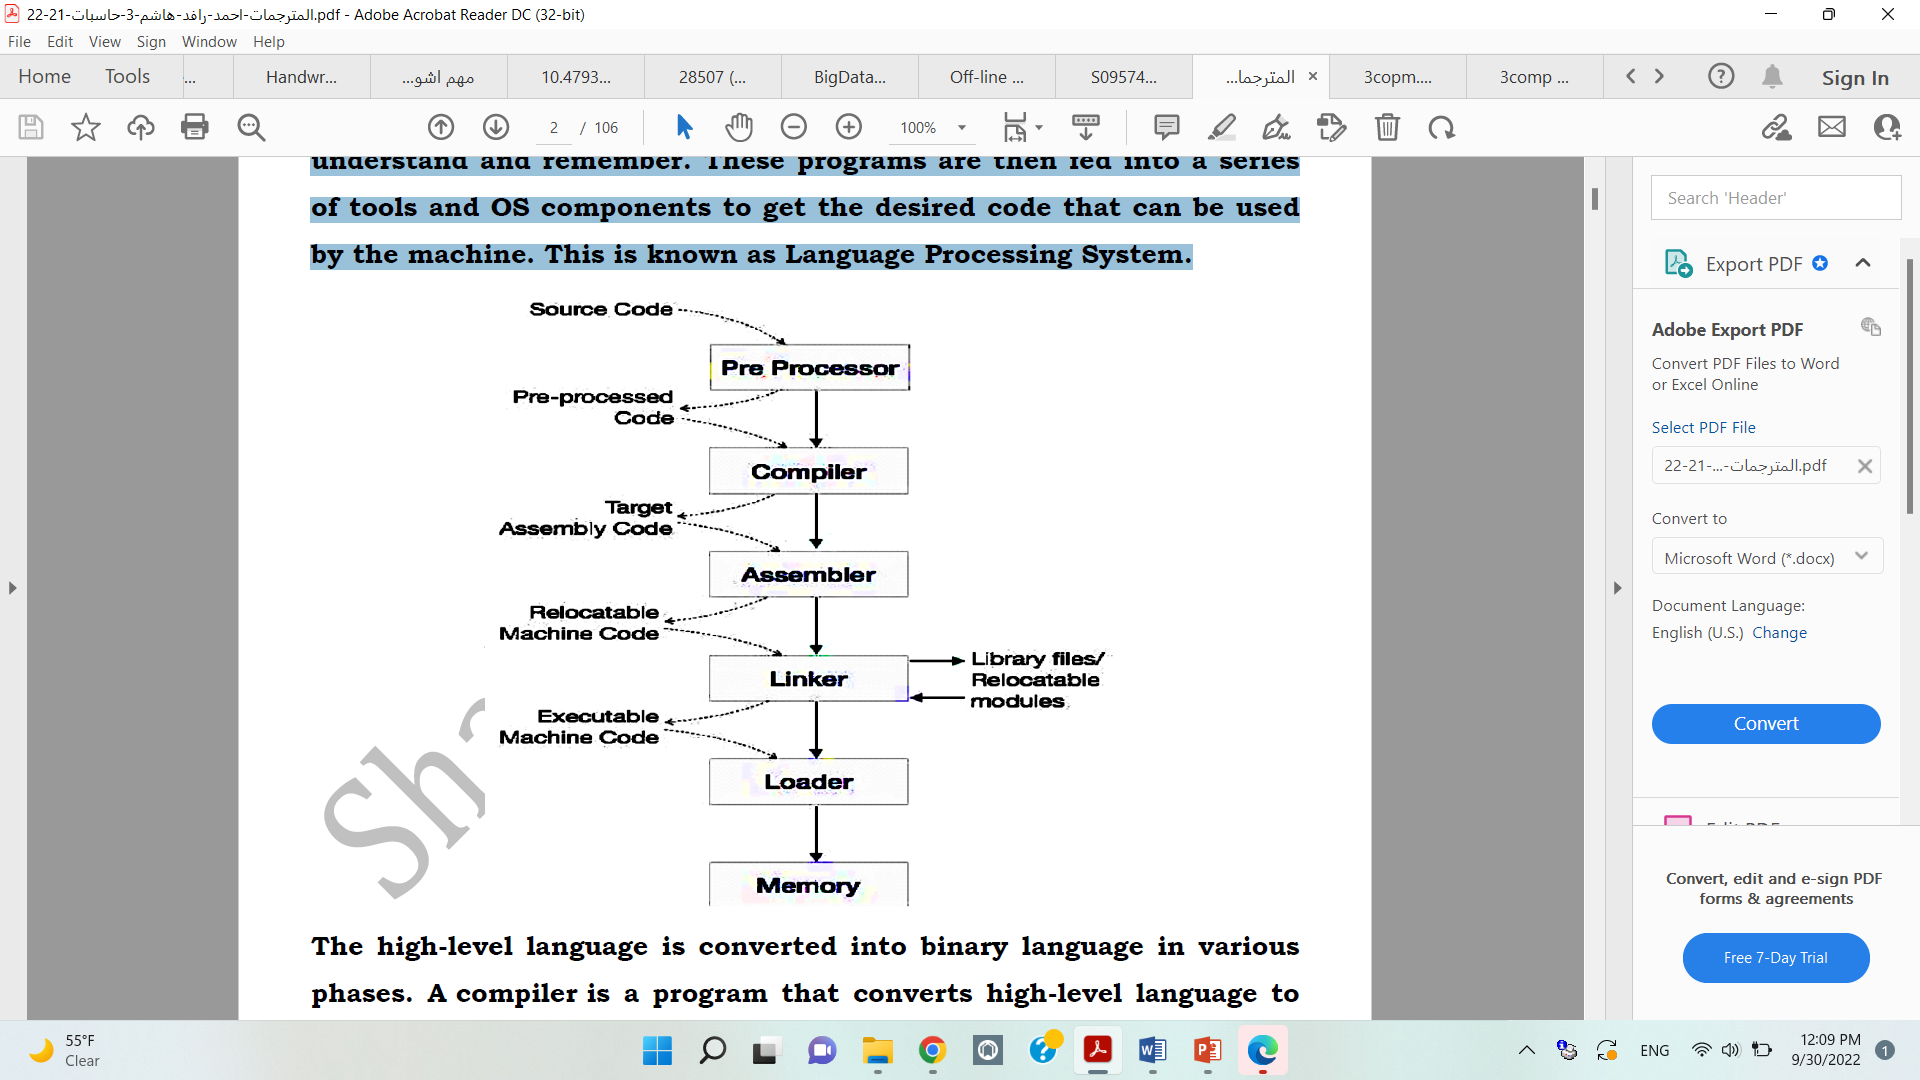 المترجمات-احمد-رافد-هاشم-3-حاسبات-21-22.pdf - Adobe Acrobat Reader DC (32-bit)
File Edit View Sign Window Help
Home Tools ... Handwr... مهم اشو... 10.4793... 28507 (... BigData... Off-line ... S09574... المترجما... 3copm.... 3comp ... Sign In
2 / 106 100%
understand and remember. These programs are then fed into a series
of tools and OS components to get the desired code that can be used
by the machine. This is known as Language Processing System.
Source Code
Pre Processor
Pre-processed
Code
Compiler
Target
Assembly Code
Assembler
Relocatable
Machine Code
Linker
Library files/
Relocatable
modules
Executable
Machine Code
Loader
Memory
Sha
The high-level language is converted into binary language in various
phases. A compiler is a program that converts high-level language to
Search 'Header'
Export PDF
Adobe Export PDF
Convert PDF Files to Word
or Excel Online
Select PDF File
المترجمات-...-21-22.pdf
Convert to
Microsoft Word (*.docx)
Document Language:
English (U.S.) Change
Convert
Edit PDF
Convert, edit and e-sign PDF
forms & agreements
Free 7-Day Trial
55°F
Clear
ENG
12:09 PM
9/30/2022
1